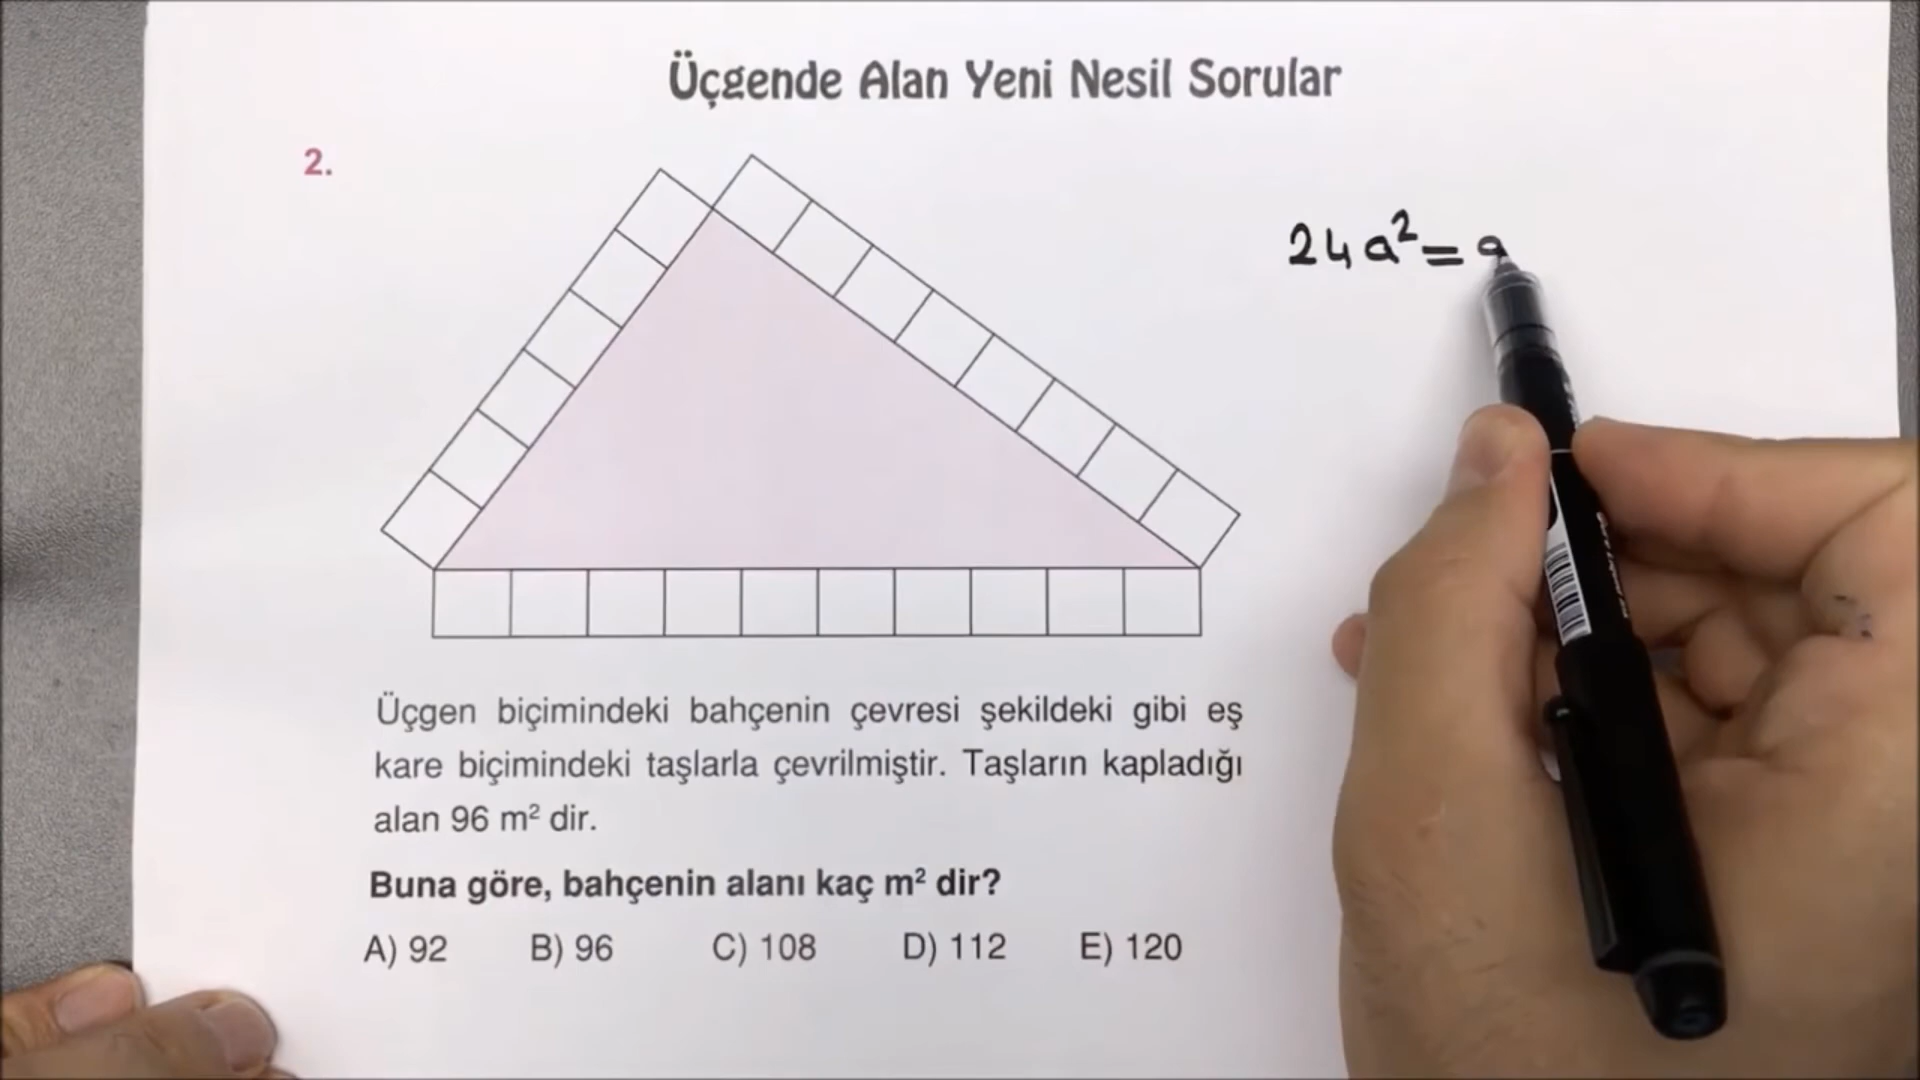 Üçgende Alan Yeni Nesil Sorular
2.
24a²=
Üçgen biçimindeki bahçenin çevresi şekildeki gibi eş
kare biçimindeki taşlarla çevrilmiştir. Taşların kapladığı
alan 96 m² dir.
Buna göre, bahçenin alanı kaç m² dir?
A) 92 B) 96 C) 108 D) 112 E) 120